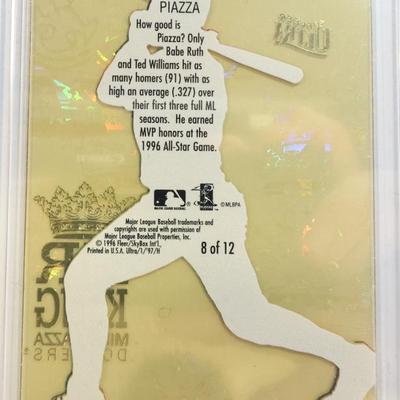 PIAZZA
ULTRA
How good is
Piazza? Only
Babe Ruth
and Ted Williams hit as
many homers (91) with as
high an average (.327) over
their first three full ML
seasons. He earned
MVP honors at the
1996 All-Star Game.
©MLBPA
Major League Baseball trademarks and
copyrights are used with permission of
Major League Baseball Properties, Inc.
© 1996 Fleer/SkyBox Int'l.,
Printed in U.S.A. Ultra/1/'97/H
8 of 12
KING
PIAZZA
DODGERS